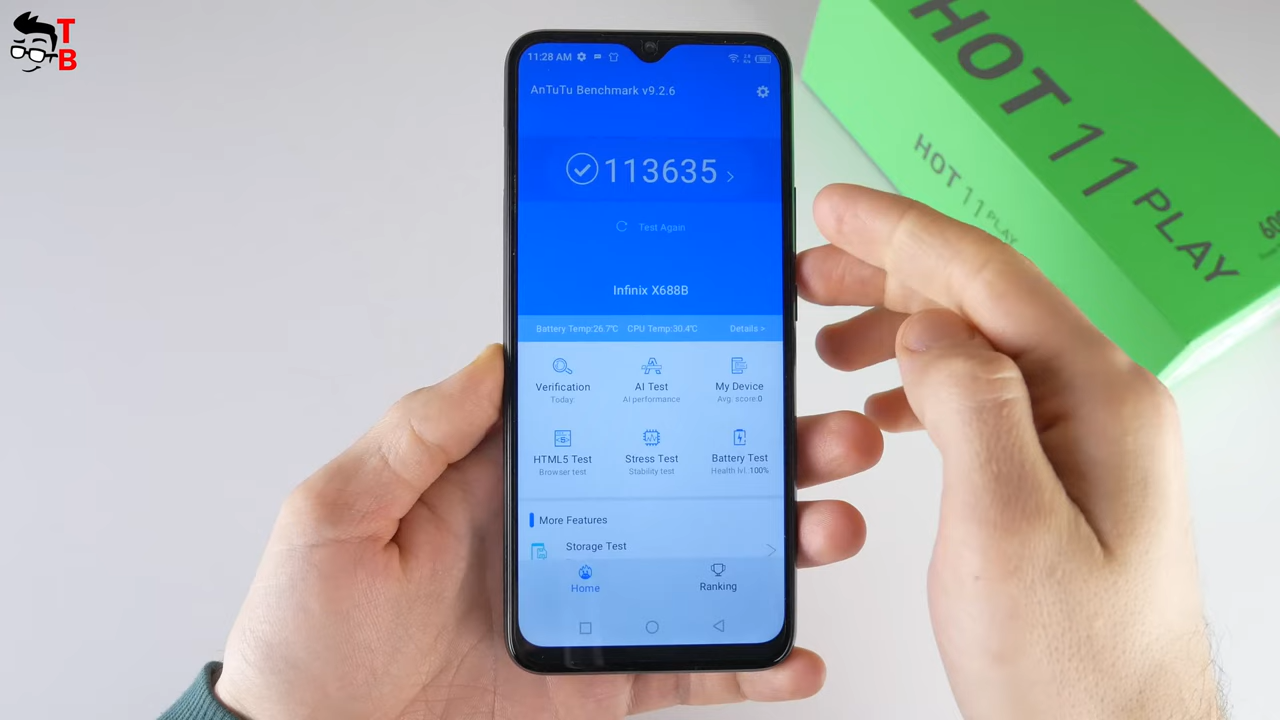 TB
11:28 AM
AnTuTu Benchmark v9.2.6
113635
Test Again
Infinix X688B
Battery Temp:26.7℃ CPU Temp:30.4℃ Details >
Verification
Today:
AI Test
AI performance
My Device
Avg. score:0
HTML5 Test
Browser test
Stress Test
Stability test
Battery Test
Health lvl. 100%
More Features
Storage Test
Home
Ranking
HOT 11 PLAY
HOT 11 PLAY